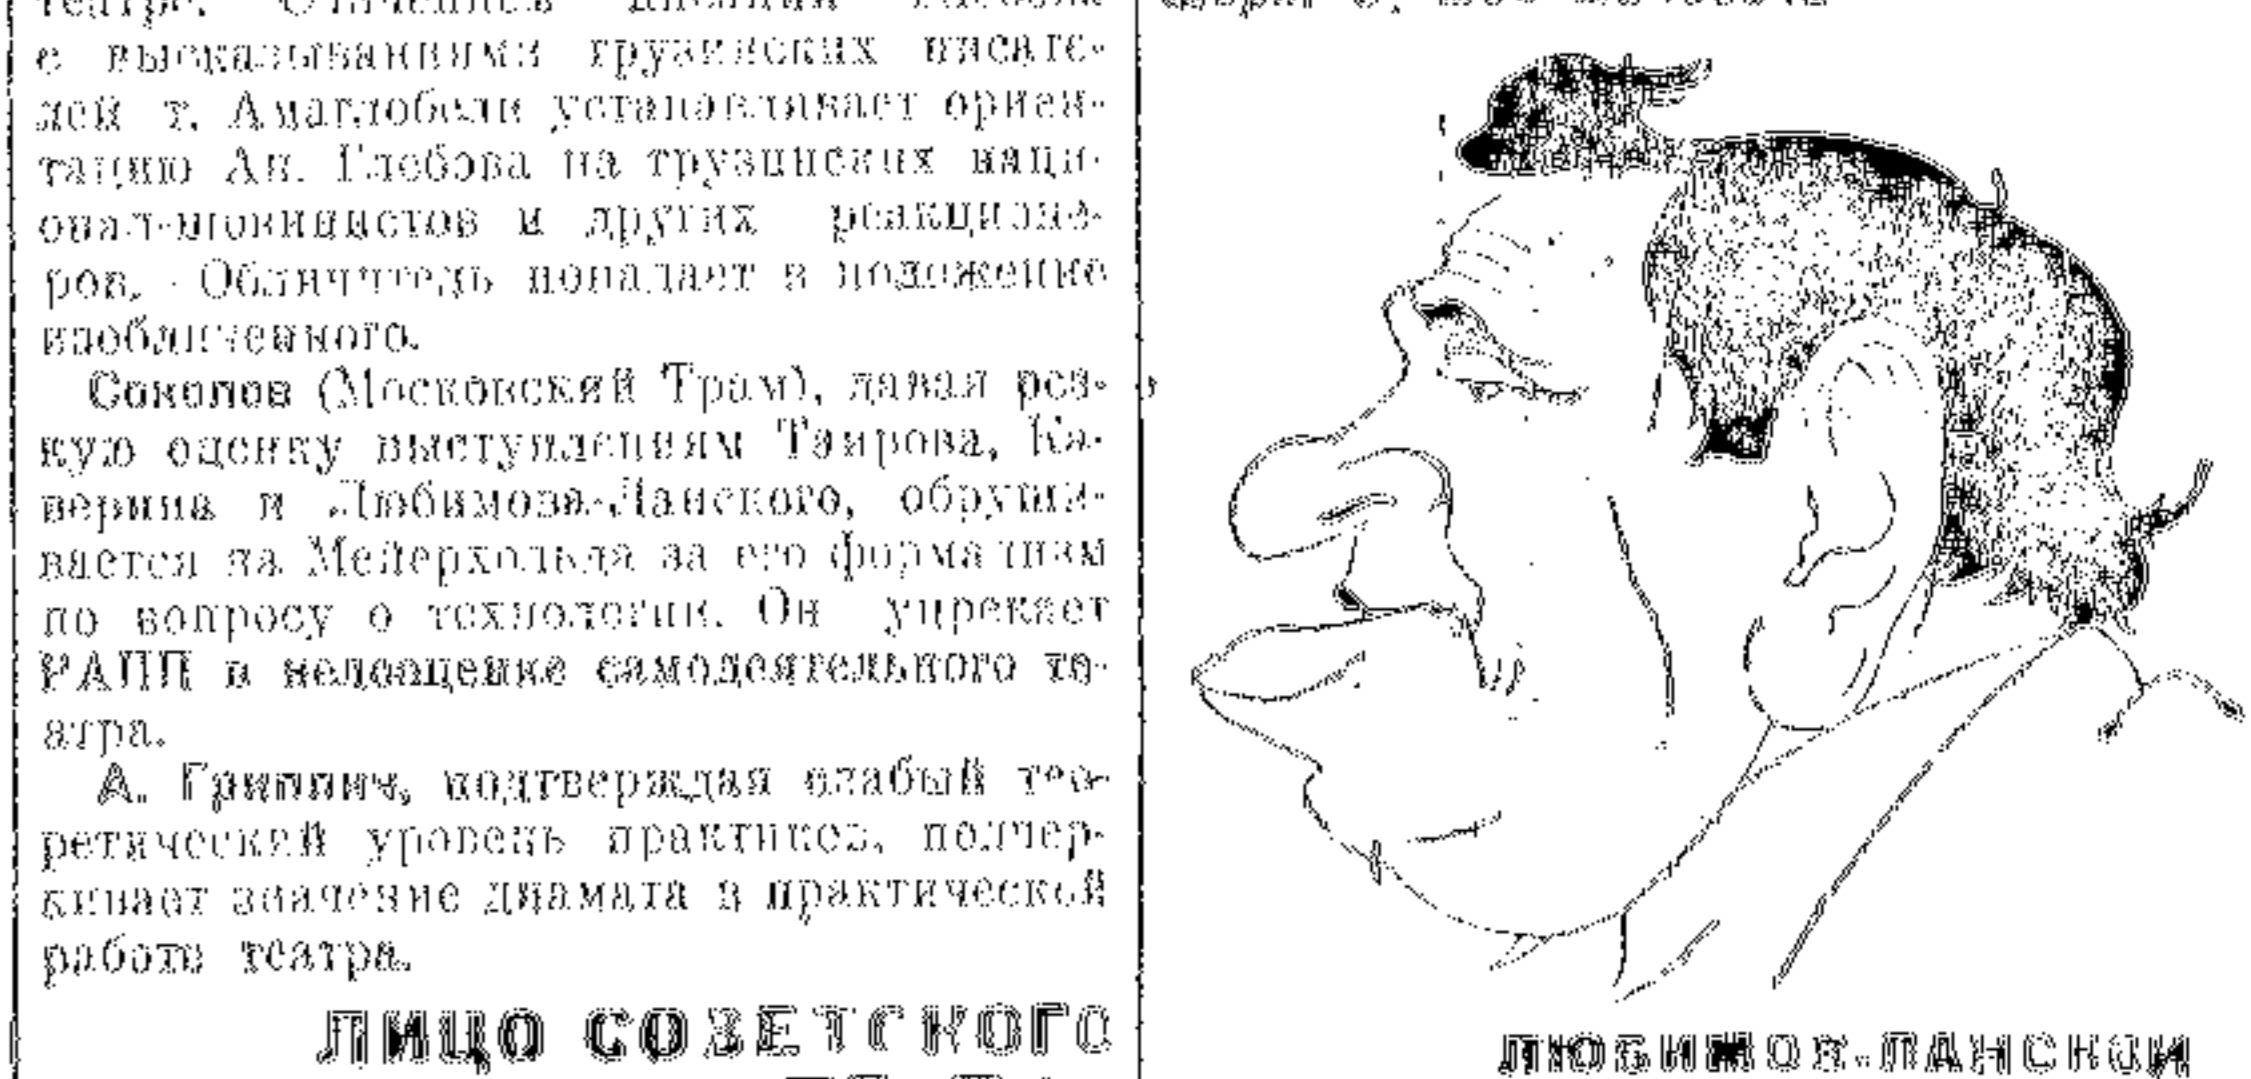 с высказываниями грузинских писате-
лей т. Амаглобели устанавливает ориен-
тацию Ан. Глебова на грузинских наци-
онал-шовинистов и других реакционе-
ров. Обличитель попадает в положение
изобличенного.
Соколов (Московский Трам), давая рез-
кую оценку выступлениям Таирова, Ка-
верина и Любимова-Ланского, обруши-
вается на Мейерхольда за его формализм
по вопросу о технологии. Он упрекает
РАПП в недооценке самодеятельного те-
атра.
А. Гриппич, подтверждая слабый тео-
ретический уровень практиков, подчер-
кивает значение диамата в практической
работе театра.
ЛИЦО СОВЕТСКОГО
ЛЮБИМОВ-ЛАНСКОЙ